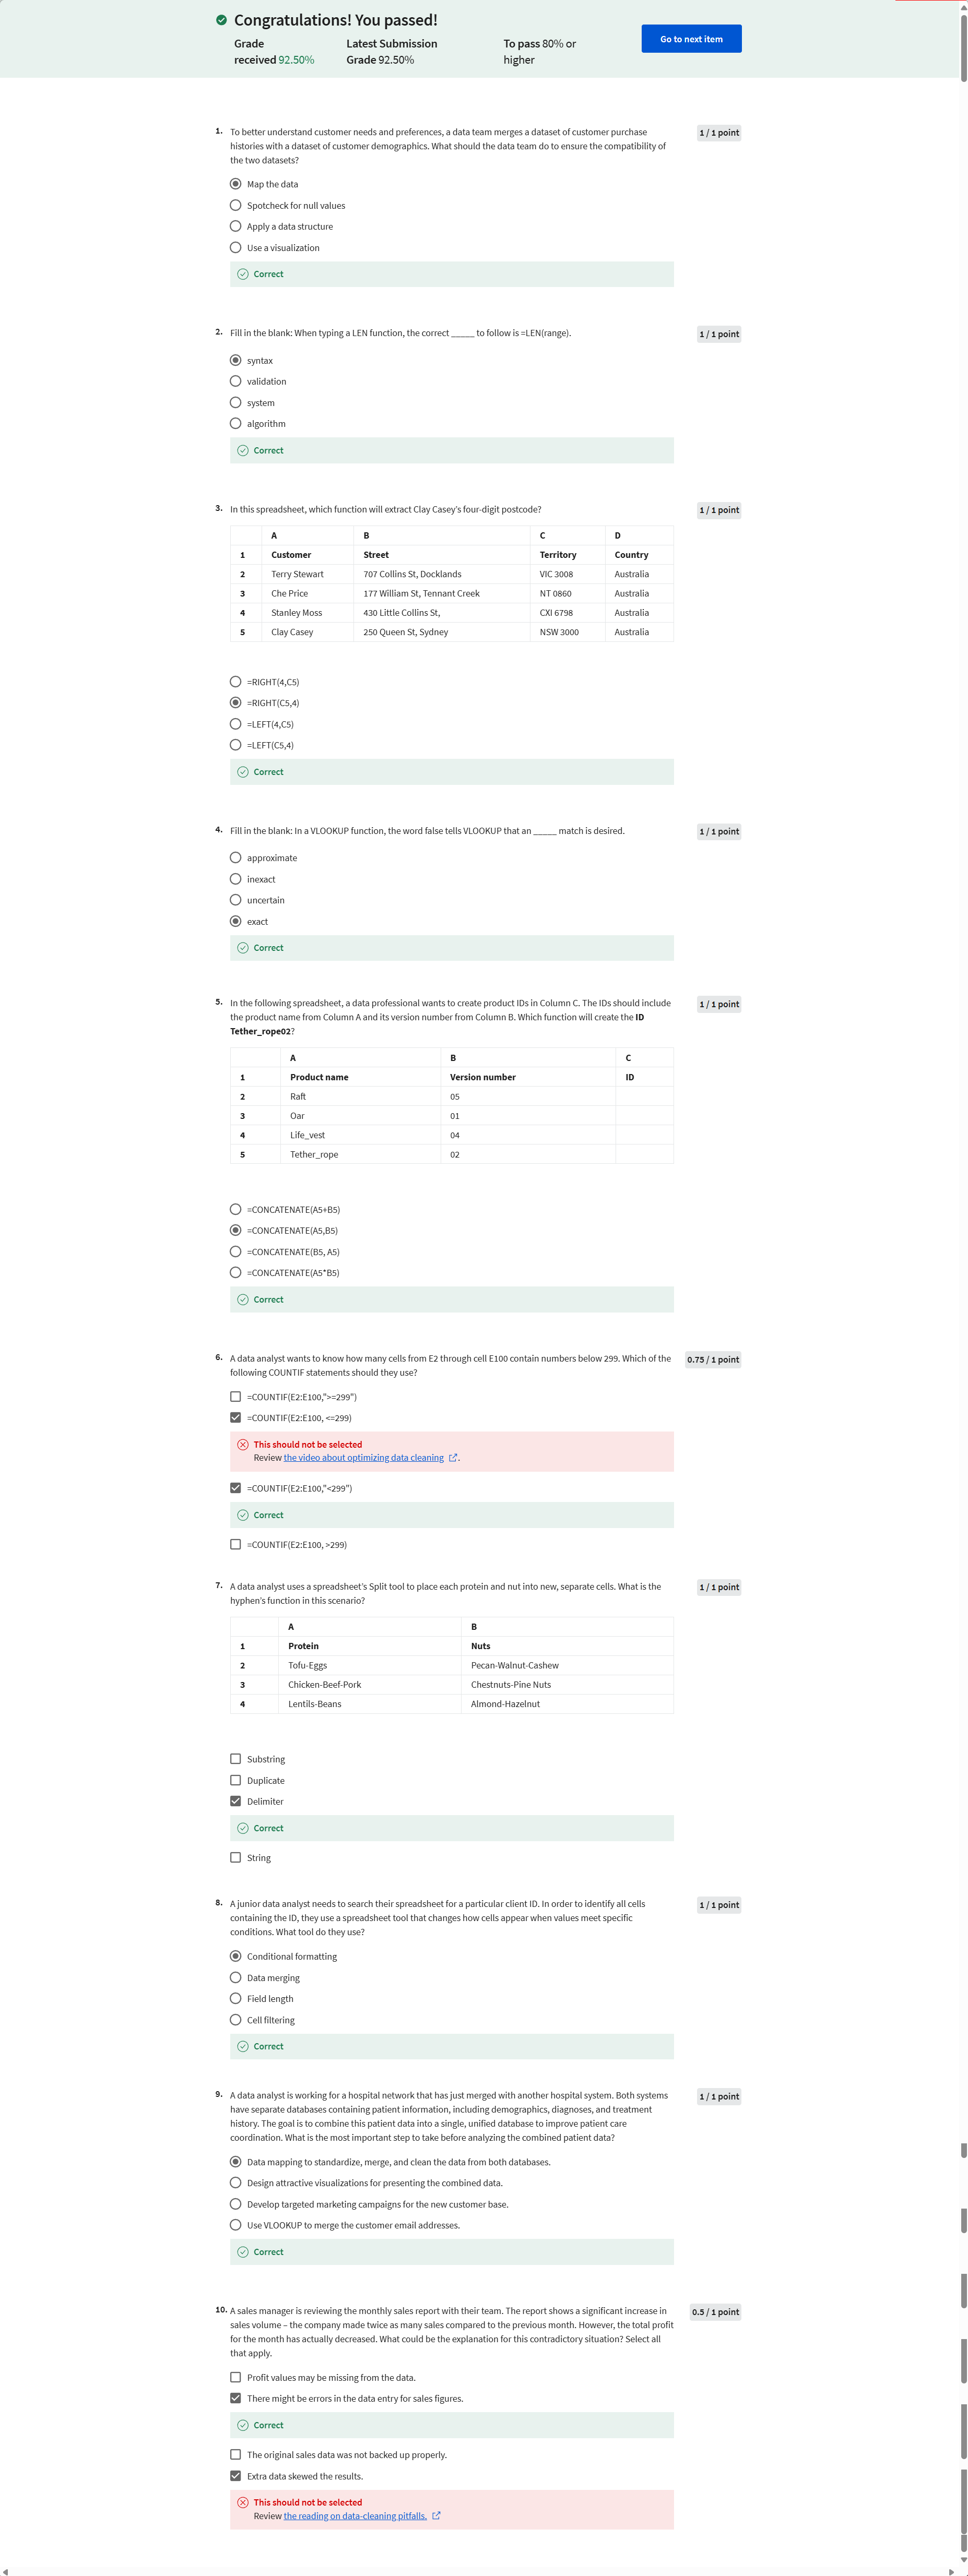 Congratulations! You passed!
Grade
received 92.50%
Latest Submission
Grade 92.50%
To pass 80% or
higher
Go to next item
1. To better understand customer needs and preferences, a data team merges a dataset of customer purchase
histories with a dataset of customer demographics. What should the data team do to ensure the compatibility of
the two datasets?
1 / 1 point
Map the data
Spotcheck for null values
Apply a data structure
Use a visualization
Correct
2. Fill in the blank: When typing a LEN function, the correct _____ to follow is =LEN(range).
1 / 1 point
syntax
validation
system
algorithm
Correct
3. In this spreadsheet, which function will extract Clay Casey's four-digit postcode?
1 / 1 point
A B C D
1 Customer Street Territory Country
2 Terry Stewart 707 Collins St, Docklands VIC 3008 Australia
3 Che Price 177 William St, Tennant Creek NT 0860 Australia
4 Stanley Moss 430 Little Collins St, CXI 6798 Australia
5 Clay Casey 250 Queen St, Sydney NSW 3000 Australia
=RIGHT(4,C5)
=RIGHT(C5,4)
=LEFT(4,C5)
=LEFT(C5,4)
Correct
4. Fill in the blank: In a VLOOKUP function, the word false tells VLOOKUP that an _____ match is desired.
1 / 1 point
approximate
inexact
uncertain
exact
Correct
5. In the following spreadsheet, a data professional wants to create product IDs in Column C. The IDs should include
the product name from Column A and its version number from Column B. Which function will create the ID
Tether_rope02?
1 / 1 point
A B C
1 Product name Version number ID
2 Raft 05
3 Oar 01
4 Life_vest 04
5 Tether_rope 02
=CONCATENATE(A5+B5)
=CONCATENATE(A5,B5)
=CONCATENATE(B5, A5)
=CONCATENATE(A5*B5)
Correct
6. A data analyst wants to know how many cells from E2 through cell E100 contain numbers below 299. Which of the
following COUNTIF statements should they use?
0.75 / 1 point
=COUNTIF(E2:E100,">=299")
=COUNTIF(E2:E100, <=299)
This should not be selected
Review the video about optimizing data cleaning .
=COUNTIF(E2:E100,"<299")
Correct
=COUNTIF(E2:E100, >299)
7. A data analyst uses a spreadsheet's Split tool to place each protein and nut into new, separate cells. What is the
hyphen's function in this scenario?
1 / 1 point
A B
1 Protein Nuts
2 Tofu-Eggs Pecan-Walnut-Cashew
3 Chicken-Beef-Pork Chestnuts-Pine Nuts
4 Lentils-Beans Almond-Hazelnut
Substring
Duplicate
Delimiter
Correct
String
8. A junior data analyst needs to search their spreadsheet for a particular client ID. In order to identify all cells
containing the ID, they use a spreadsheet tool that changes how cells appear when values meet specific
conditions. What tool do they use?
1 / 1 point
Conditional formatting
Data merging
Field length
Cell filtering
Correct
9. A data analyst is working for a hospital network that has just merged with another hospital system. Both systems
have separate databases containing patient information, including demographics, diagnoses, and treatment
history. The goal is to combine this patient data into a single, unified database to improve patient care
coordination. What is the most important step to take before analyzing the combined patient data?
1 / 1 point
Data mapping to standardize, merge, and clean the data from both databases.
Design attractive visualizations for presenting the combined data.
Develop targeted marketing campaigns for the new customer base.
Use VLOOKUP to merge the customer email addresses.
Correct
10. A sales manager is reviewing the monthly sales report with their team. The report shows a significant increase in
sales volume – the company made twice as many sales compared to the previous month. However, the total profit
for the month has actually decreased. What could be the explanation for this contradictory situation? Select all
that apply.
0.5 / 1 point
Profit values may be missing from the data.
There might be errors in the data entry for sales figures.
Correct
The original sales data was not backed up properly.
Extra data skewed the results.
This should not be selected
Review the reading on data-cleaning pitfalls.